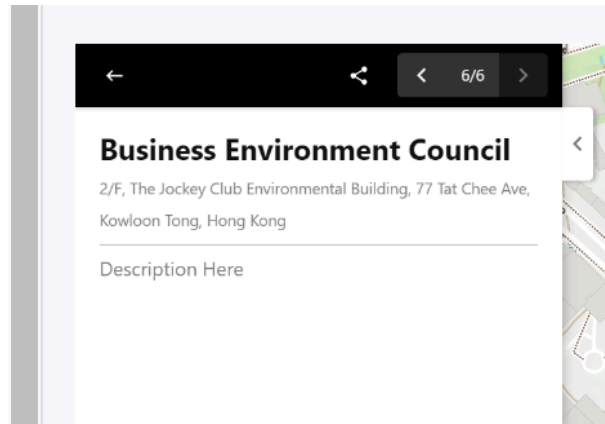 6/6
Business Environment Council
2/F, The Jockey Club Environmental Building, 77 Tat Chee Ave,
Kowloon Tong, Hong Kong
Description Here